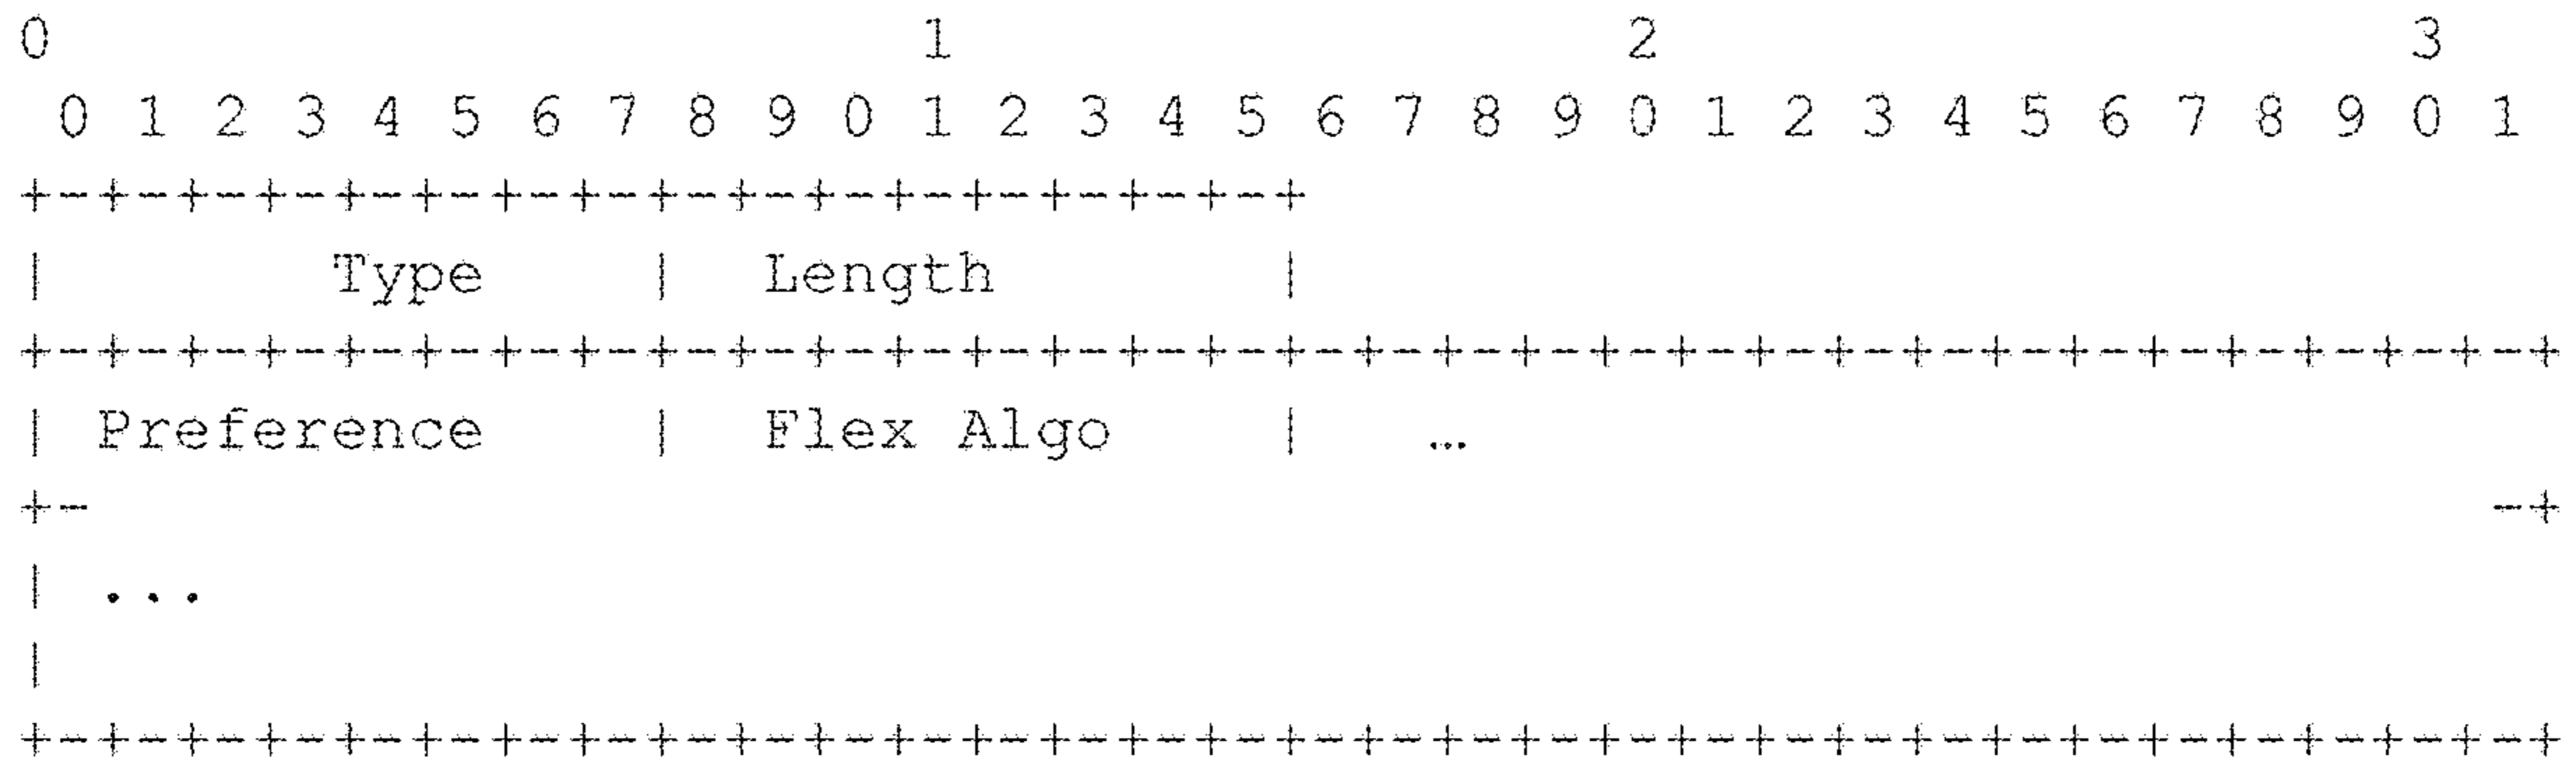 0                      1                 2                   3
 0 1 2 3 4 5 6 7 8 9 0 1 2 3 4 5 6 7 8 9 0 1 2 3 4 5 6 7 8 9 0 1
+-+-+-+-+-+-+-+-+-+-+-+-+-+-+-+-+
|       Type    |  Length       |
+-+-+-+-+-+-+-+-+-+-+-+-+-+-+-+-+-+-+-+-+-+-+-+-+-+-+-+-+-+-+-+-+
| Preference    |  Flex Algo    |   …
+-                                                             -+
| ...
|
+-+-+-+-+-+-+-+-+-+-+-+-+-+-+-+-+-+-+-+-+-+-+-+-+-+-+-+-+-+-+-+-+